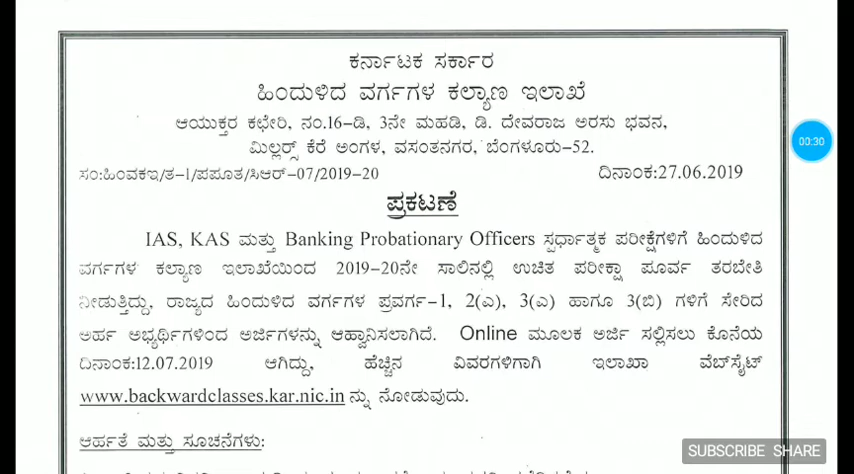 ಕರ್ನಾಟಕ ಸರ್ಕಾರ
ಹಿಂದುಳಿದ ವರ್ಗಗಳ ಕಲ್ಯಾಣ ಇಲಾಖೆ
ಆಯುಕ್ತರ ಕಛೇರಿ, ನಂ.16-ಡಿ, 3ನೇ ಮಹಡಿ, ಡಿ. ದೇವರಾಜ ಅರಸು ಭವನ,
ಮಿಲ್ಲರ್‍ಸ್ ಕೆರೆ ಅಂಗಳ, ವಸಂತನಗರ, ಬೆಂಗಳೂರು-52.
ಸಂ:ಹಿಂವಕಇ/ತ-1/ಪಪೂತ/ಸಿಆರ್-07/2019-20 ದಿನಾಂಕ:27.06.2019
ಪ್ರಕಟಣೆ
IAS, KAS ಮತ್ತು Banking Probationary Officers ಸ್ಪರ್ಧಾತ್ಮಕ ಪರೀಕ್ಷೆಗಳಿಗೆ ಹಿಂದುಳಿದ
ವರ್ಗಗಳ ಕಲ್ಯಾಣ ಇಲಾಖೆಯಿಂದ 2019-20ನೇ ಸಾಲಿನಲ್ಲಿ ಉಚಿತ ಪರೀಕ್ಷಾ ಪೂರ್ವ ತರಬೇತಿ
ನೀಡುತ್ತಿದ್ದು, ರಾಜ್ಯದ ಹಿಂದುಳಿದ ವರ್ಗಗಳ ಪ್ರವರ್ಗ-1, 2(ಎ), 3(ಎ) ಹಾಗೂ 3(ಬಿ) ಗಳಿಗೆ ಸೇರಿದ
ಅರ್ಹ ಅಭ್ಯರ್ಥಿಗಳಿಂದ ಅರ್ಜಿಗಳನ್ನು ಆಹ್ವಾನಿಸಲಾಗಿದೆ. Online ಮೂಲಕ ಅರ್ಜಿ ಸಲ್ಲಿಸಲು ಕೊನೆಯ
ದಿನಾಂಕ:12.07.2019 ಆಗಿದ್ದು, ಹೆಚ್ಚಿನ ವಿವರಗಳಿಗಾಗಿ ಇಲಾಖಾ ವೆಬ್‌ಸೈಟ್
www.backwardclasses.kar.nic.in ನ್ನು ನೋಡುವುದು.
ಅರ್ಹತೆ ಮತ್ತು ಸೂಚನೆಗಳು:
00:30
SUBSCRIBE SHARE